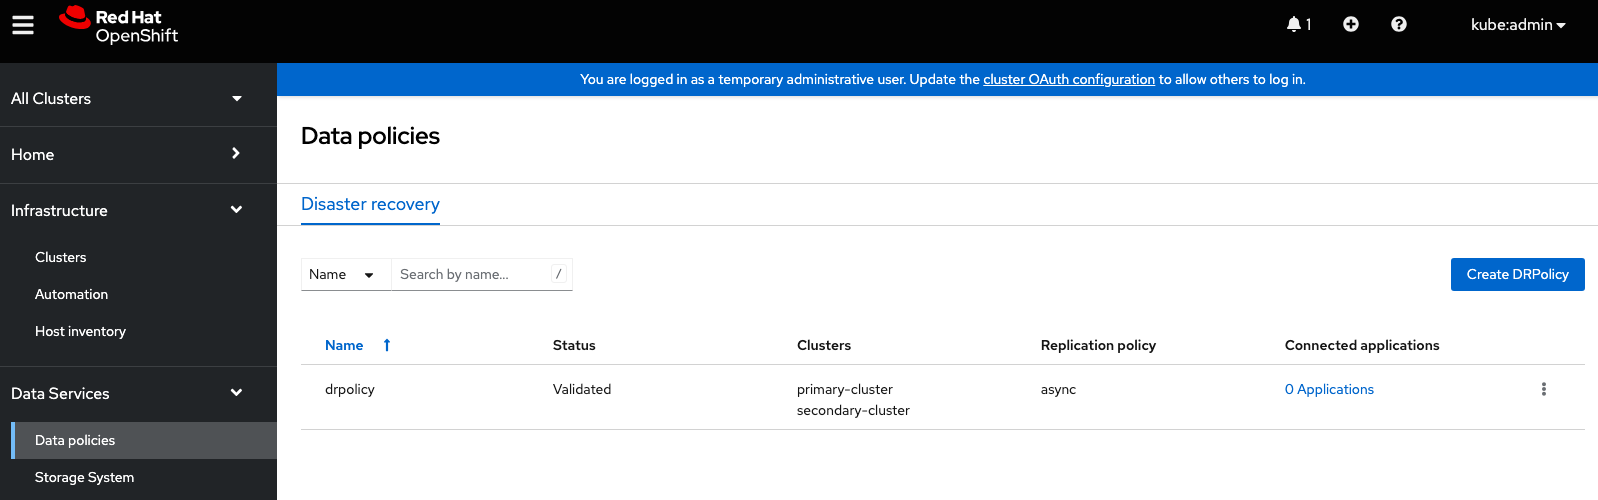 Red Hat
OpenShift
1
kube:admin
You are logged in as a temporary administrative user. Update the cluster OAuth configuration to allow others to log in.
All Clusters
Home
Infrastructure
Clusters
Automation
Host inventory
Data Services
Data policies
Storage System
Data policies
Disaster recovery
Name
Search by name...
/
Create DRPolicy
Name Status Clusters Replication policy Connected applications
drpolicy Validated primary-cluster async 0 Applications
secondary-cluster